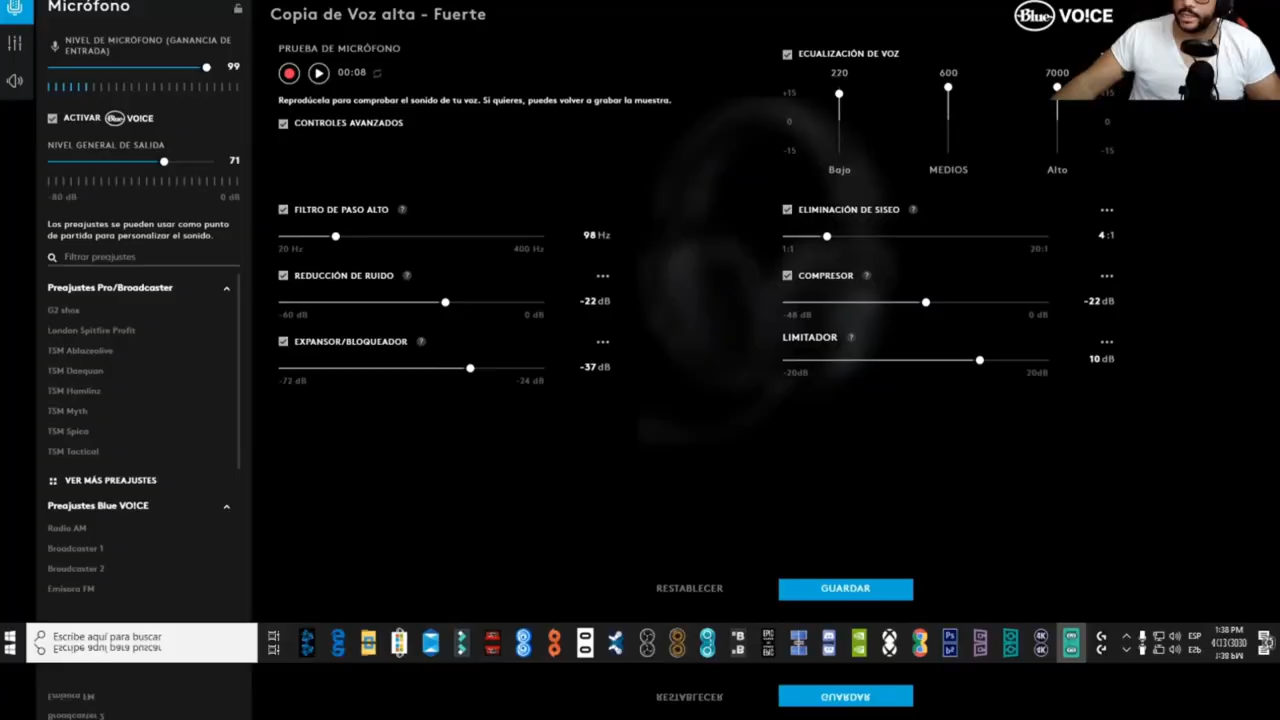 Micrófono
NIVEL DE MICRÓFONO (GANANCIA DE ENTRADA)
99
ACTIVAR Blue VO!CE
NIVEL GENERAL DE SALIDA
71
-80 dB 0 dB
Los preajustes se pueden usar como punto
de partida para personalizar el sonido.
Filtrar preajustes
Preajustes Pro/Broadcaster
G2 shox
London Spitfire Profit
TSM Ablazeolive
TSM Daequan
TSM Hamlinz
TSM Myth
TSM Spica
TSM Tactical
VER MÁS PREAJUSTES
Preajustes Blue VO!CE
Radio AM
Broadcaster 1
Broadcaster 2
Emisora FM
Copia de Voz alta - Fuerte
PRUEBA DE MICRÓFONO
00:08
Reprodúcela para comprobar el sonido de tu voz. Si quieres, puedes volver a grabar la muestra.
CONTROLES AVANZADOS
Blue VO!CE
ECUALIZACIÓN DE VOZ
220 600 7000
+15 +15
0 0
-15 -15
Bajo MEDIOS Alto
FILTRO DE PASO ALTO
98 Hz
20 Hz 400 Hz
REDUCCIÓN DE RUIDO
-22 dB
-60 dB 0 dB
EXPANSOR/BLOQUEADOR
-37 dB
-72 dB -24 dB
ELIMINACIÓN DE SISEO
4:1
1:1 20:1
COMPRESOR
-22 dB
-48 dB 0 dB
LIMITADOR
10 dB
-20dB 20dB
RESTABLECER GUARDAR
Escribe aquí para buscar
ESP
1:38 PM